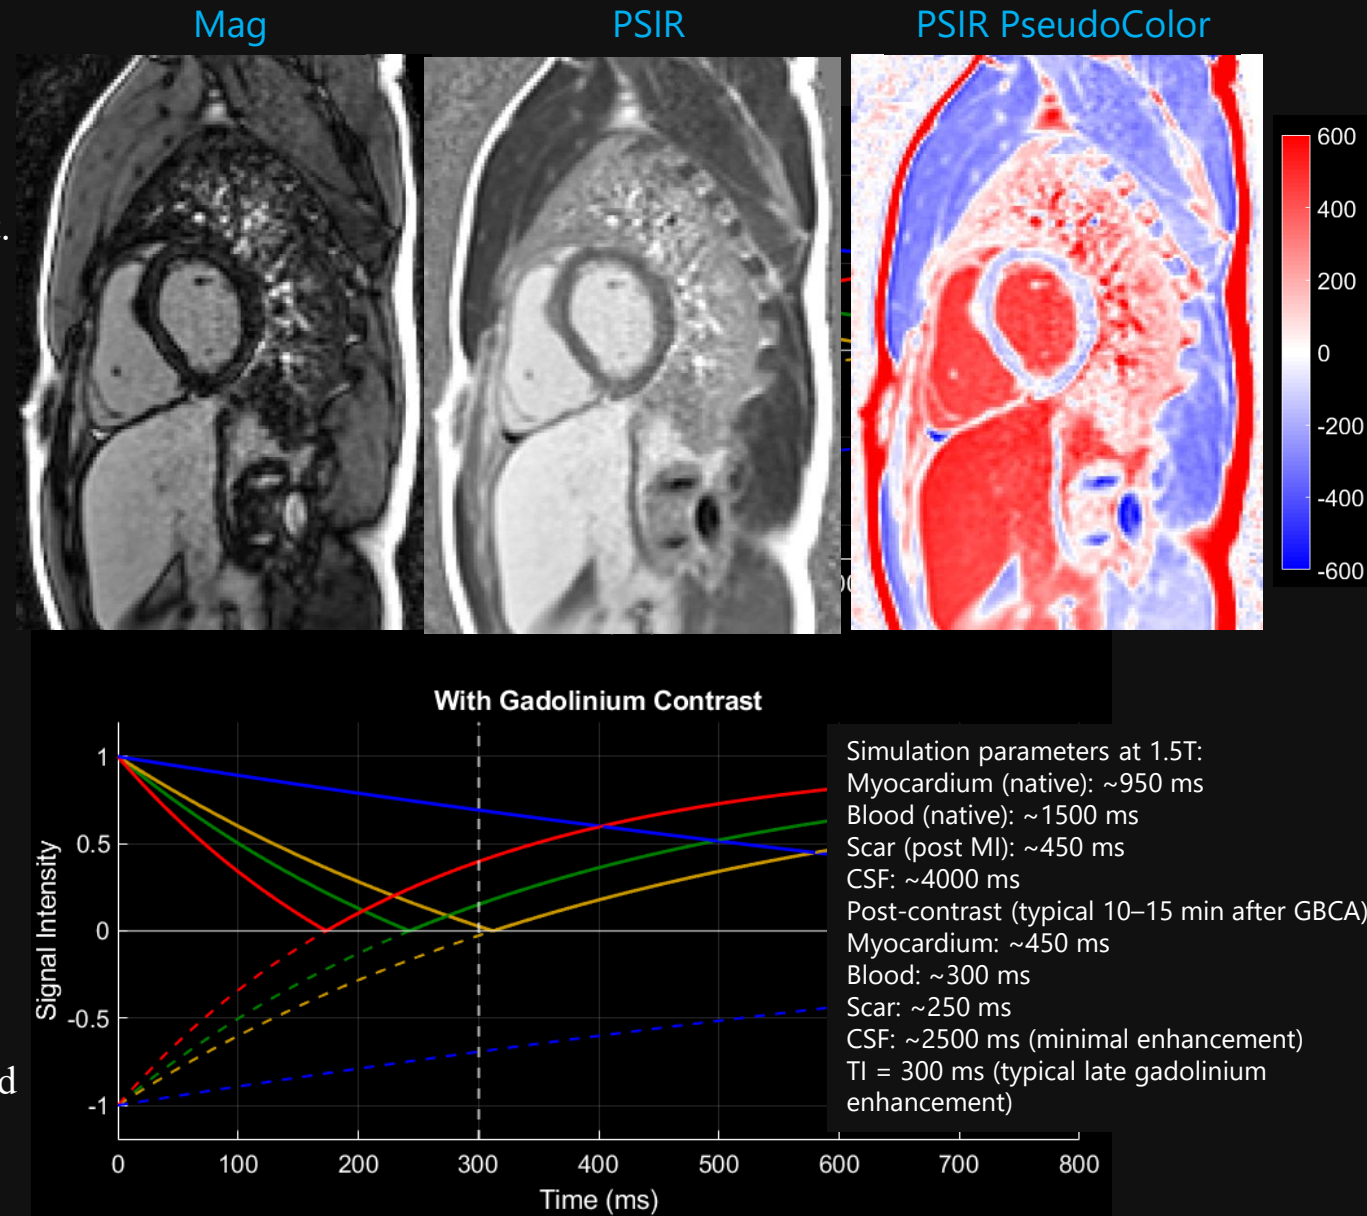 Mag
PSIR
PSIR PseudoColor
600
400
200
0
-200
-400
-600
.
With Gadolinium Contrast
Signal Intensity
1
0.5
0
-0.5
-1
0
100
200
300
400
500
600
700
800
Time (ms)
Simulation parameters at 1.5T:
Myocardium (native): ~950 ms
Blood (native): ~1500 ms
Scar (post MI): ~450 ms
CSF: ~4000 ms
Post-contrast (typical 10–15 min after GBCA)
Myocardium: ~450 ms
Blood: ~300 ms
Scar: ~250 ms
CSF: ~2500 ms (minimal enhancement)
TI = 300 ms (typical late gadolinium
enhancement)
d